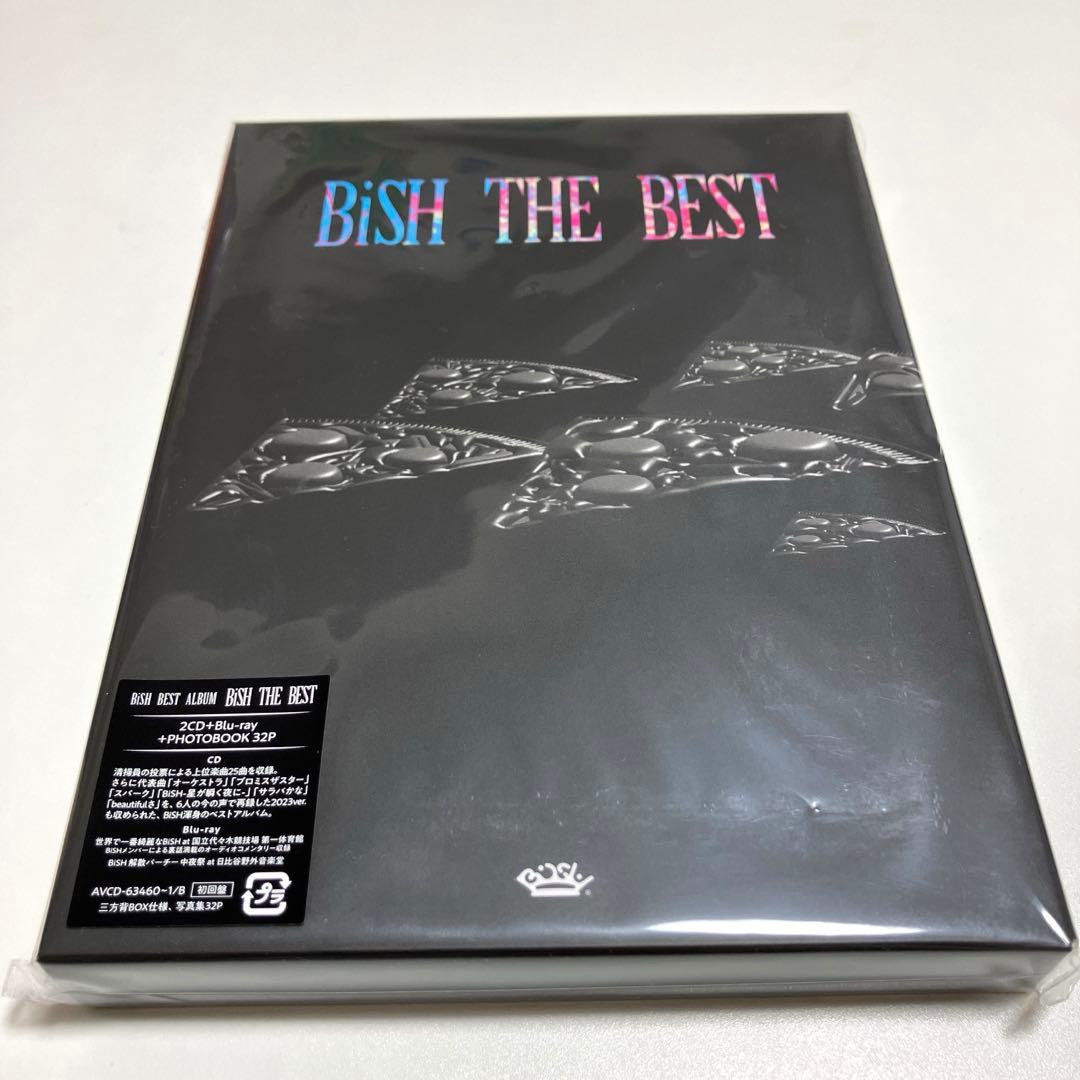 BiSH THE BEST
BiSH BEST ALBUM BiSH THE BEST
2CD+Blu-ray
+PHOTOBOOK 32P
CD
清掃員の投票による上位楽曲25曲を収録。
さらに代表曲「オーケストラ」「プロミスザスター」
「スパーク」「BiSH-星が瞬く夜に-」「サラバかな」
「beautifulさ」を、6人の今の声で再録した2023ver.
も収められた、BiSH渾身のベストアルバム。
Blu-ray
世界で一番綺麗なBiSH at 国立代々木競技場 第一体育館
BiSHメンバーによる裏話満載のオーディオコメンタリー収録
BiSH 解散パーチー 中夜祭 at 日比谷野外音楽堂
AVCD-63460~1/B 初回盤
三方背BOX仕様、写真集32P
BiSH